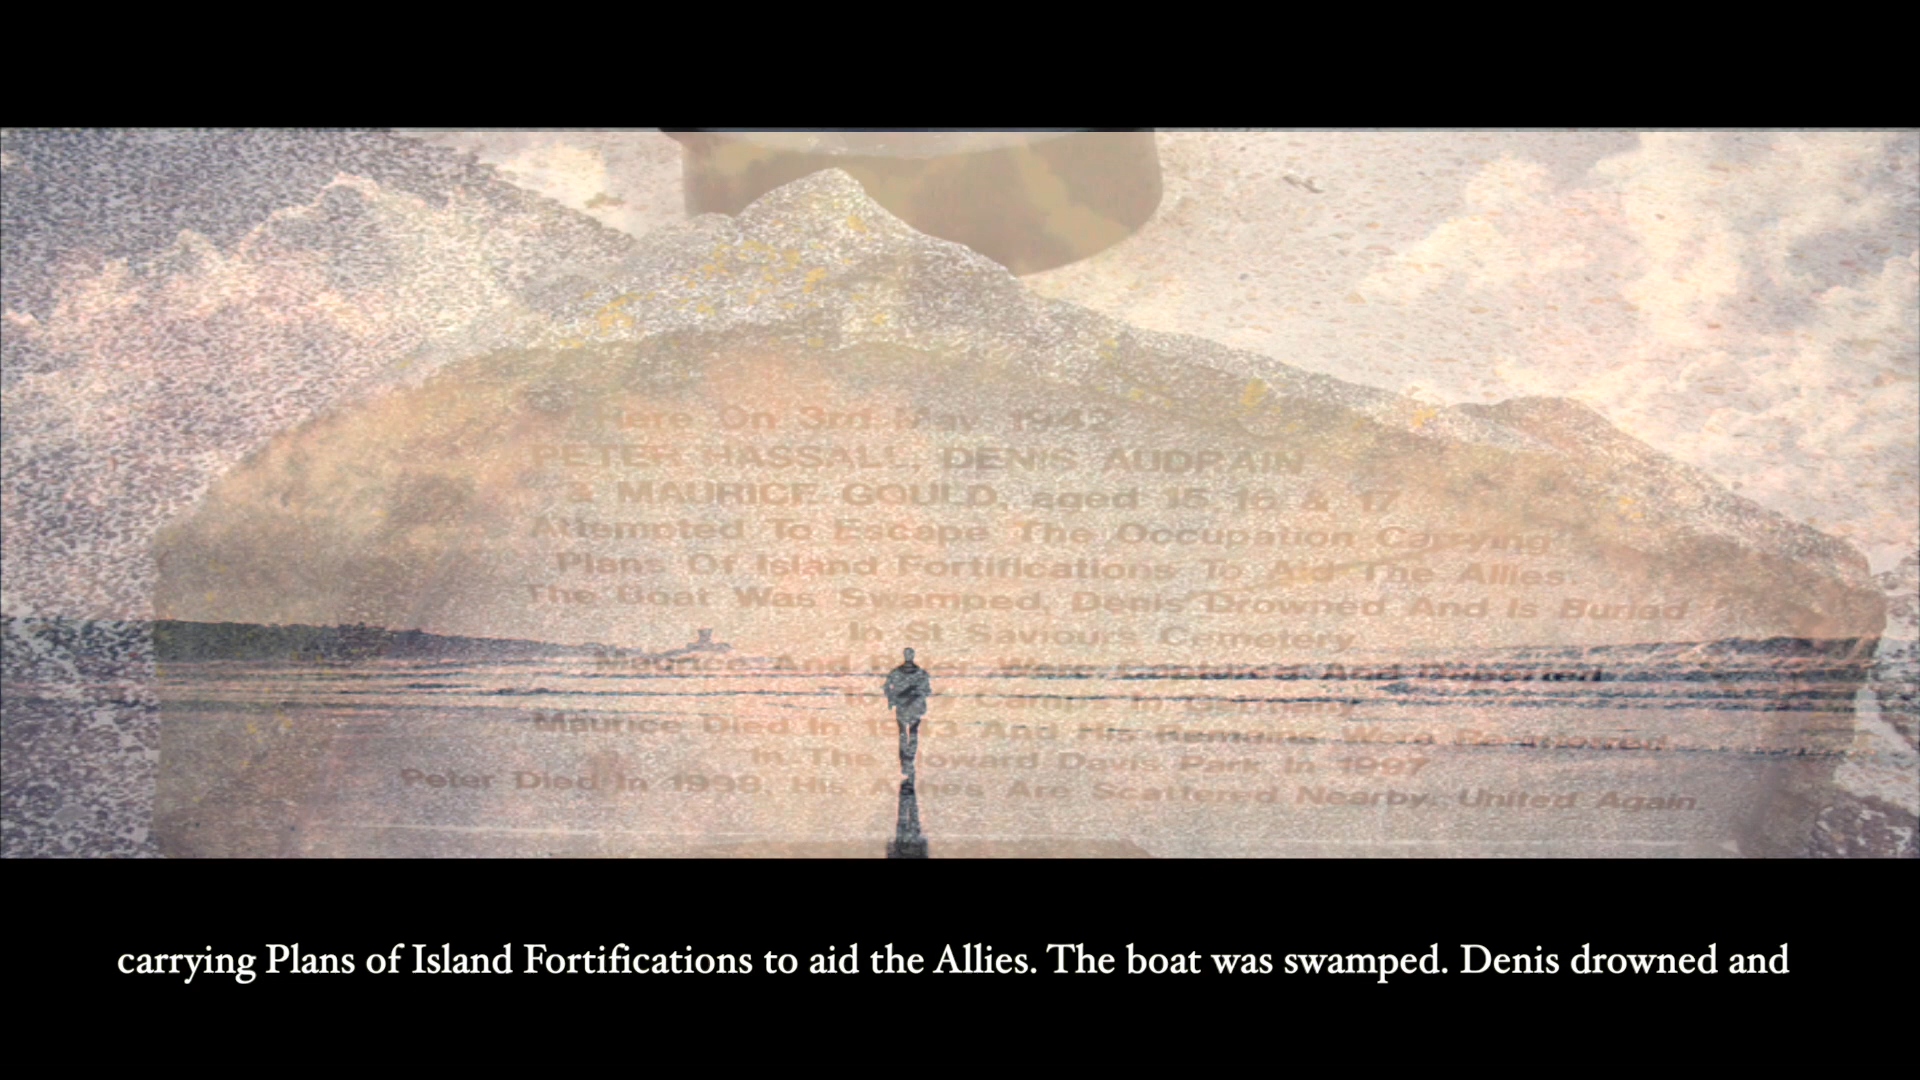 Here On 3rd May 1942
PETER HASSALL, DENIS AUDRAIN
& MAURICE GOULD, aged 15, 16 & 17
Attempted To Escape The Occupation Carrying
Plans Of Island Fortifications To Aid The Allies.
The Boat Was Swamped, Denis Drowned And Is Buried
In St Saviours Cemetery
Maurice And Peter Were Captured And Deported
to Camps In Germany
Maurice Died In 1943 And His Remains Were
In The Howard Davis Park In 1997
Peter Died In 1998, His Ashes Are Scattered Nearby, United Again.
carrying Plans of Island Fortifications to aid the Allies. The boat was swamped. Denis drowned and